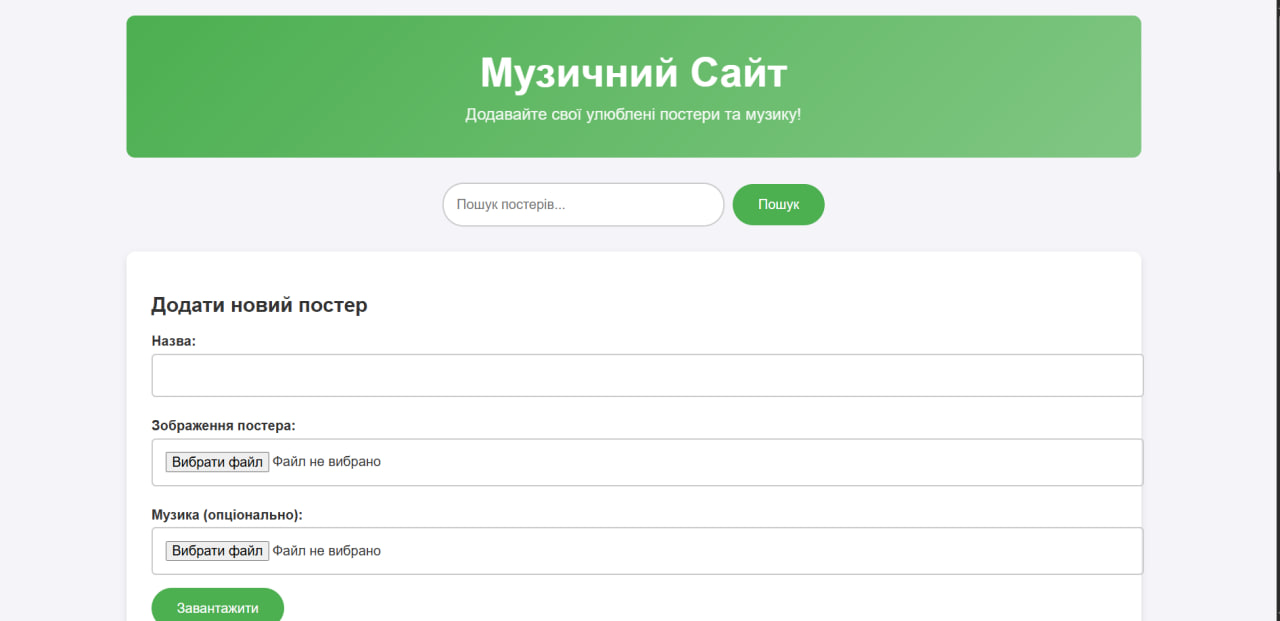 Музичний Сайт
Додавайте свої улюблені постери та музику!
Пошук постерів...
Пошук
Додати новий постер
Назва:
Зображення постера:
Вибрати файл Файл не вибрано
Музика (опціонально):
Вибрати файл Файл не вибрано
Завантажити